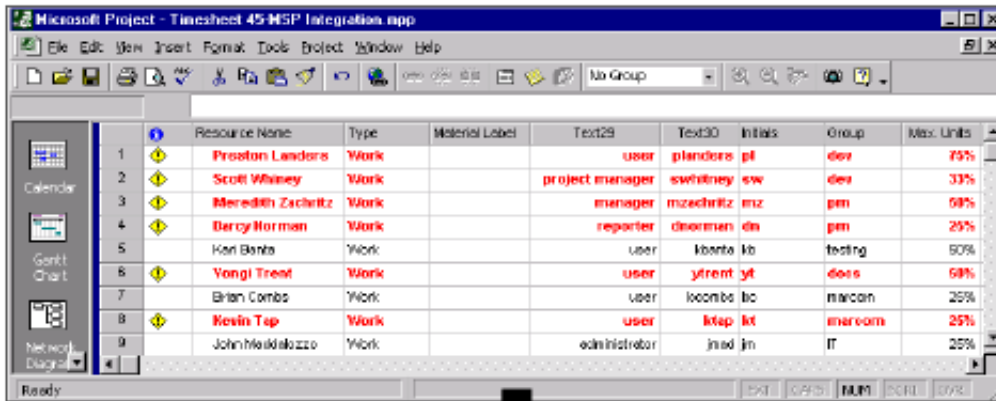 Microsoft Project - Timesheet 45-MSP Integration.mpp
File Edit View Insert Format Tools Project Window Help
No Group
Resource Name Type Material Label Text29 Text30 Initials Group Max. Units
1 Preston Landers Work user planders pl dev 75%
2 Scott Whiney Work project manager swhitney sw dev 33%
3 Meredith Zachritz Work manager mzachritz mz pm 50%
4 Darcy Norman Work reporter dnorman dn pm 25%
5 Kari Banta Work user kbanta kb testing 50%
6 Yongi Trent Work user ytrent yt docs 50%
7 Brian Combs Work user bcombs bc marcom 25%
8 Kevin Tap Work user ktap kt marcom 25%
9 John Work administrator jm IT 25%
Calendar
Gantt
Chart
Network
Diagra
Ready EXT CAPS NUM SCRL OVR